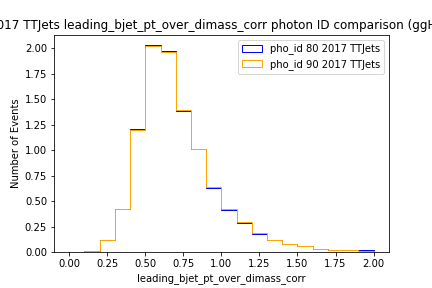 017 TTJets leading_bjet_pt_over_dimass_corr photon ID comparison (ggH
pho_id 80 2017 TTJets
pho_id 90 2017 TTJets
Number of Events
2.00
1.75
1.50
1.25
1.00
0.75
0.50
0.25
0.00
0.00 0.25 0.50 0.75 1.00 1.25 1.50 1.75 2.00
leading_bjet_pt_over_dimass_corr